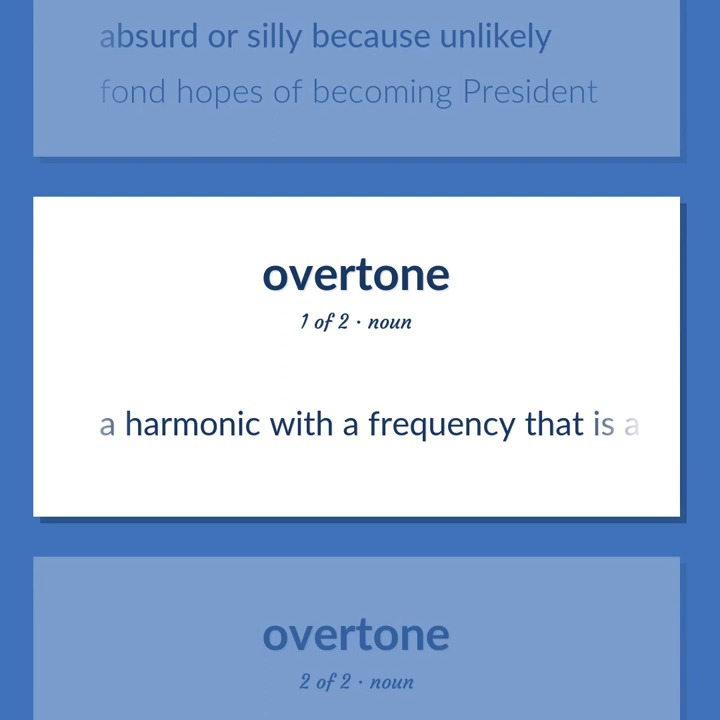 absurd or silly because unlikely
fond hopes of becoming President
overtone
1 of 2 · noun
a harmonic with a frequency that is a
overtone
2 of 2 · noun